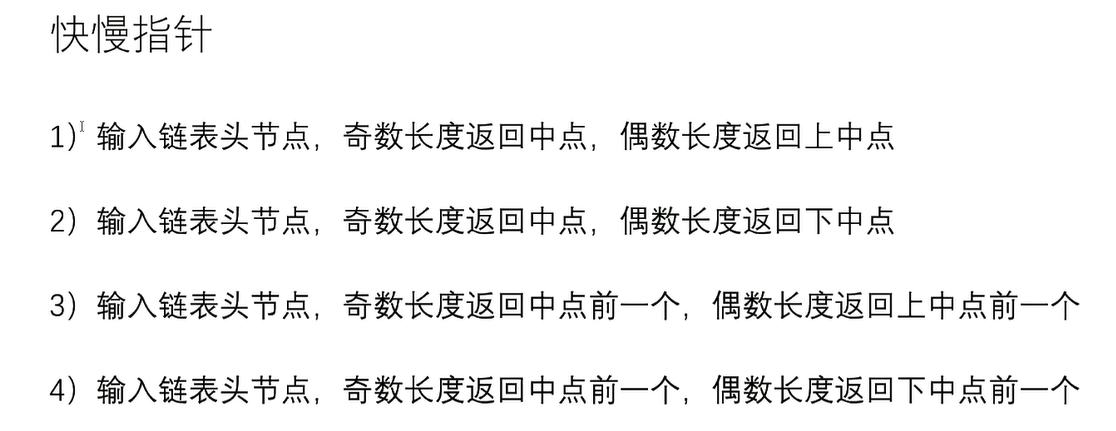 快慢指针
1）输入链表头节点，奇数长度返回中点，偶数长度返回上中点
2）输入链表头节点，奇数长度返回中点，偶数长度返回下中点
3）输入链表头节点，奇数长度返回中点前一个，偶数长度返回上中点前一个
4）输入链表头节点，奇数长度返回中点前一个，偶数长度返回下中点前一个